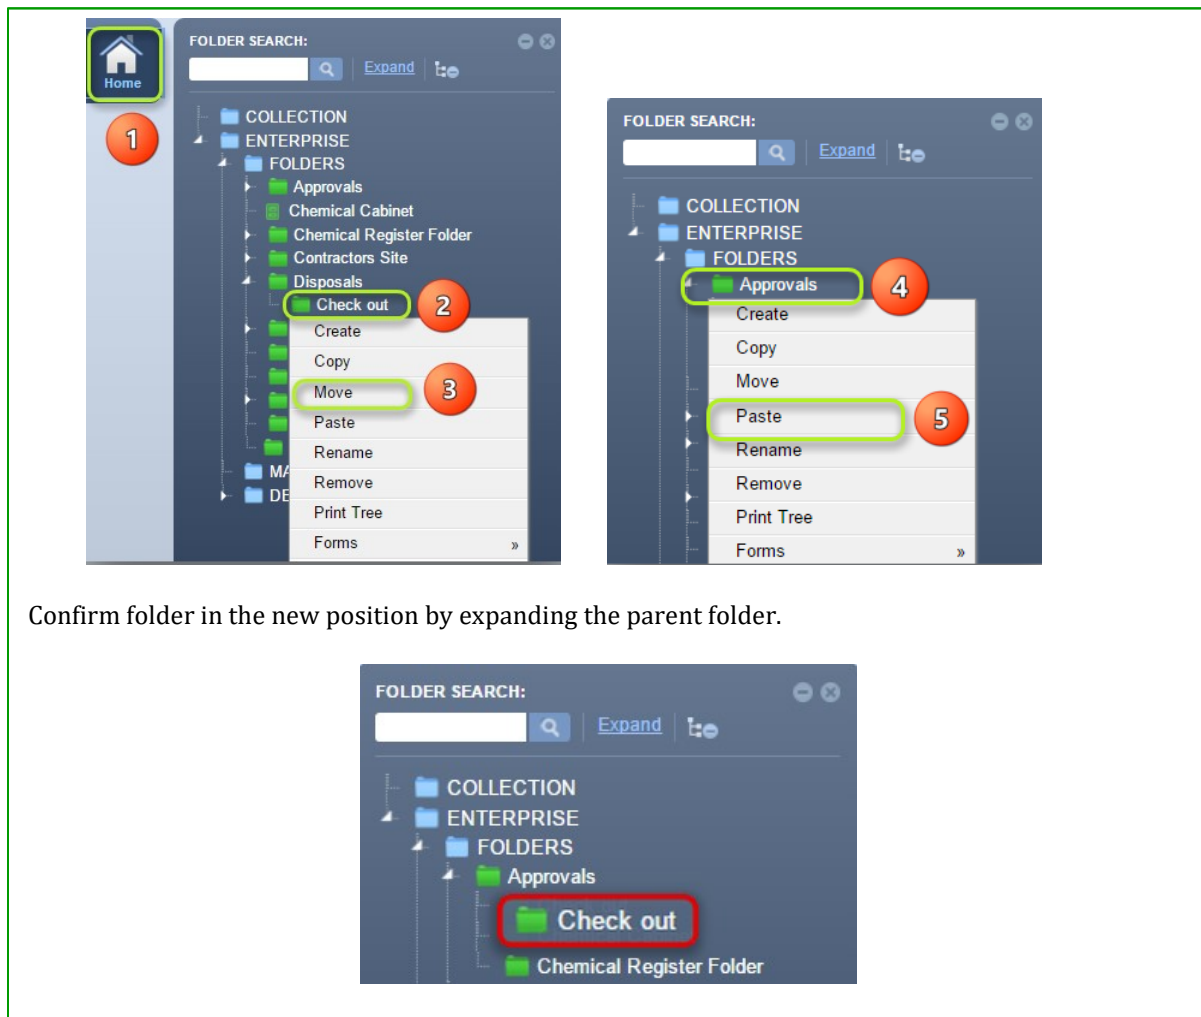 Home
1
FOLDER SEARCH:
Expand
COLLECTION
ENTERPRISE
FOLDERS
Approvals
Chemical Cabinet
Chemical Register Folder
Contractors Site
Disposals
Check out
2
Create
Copy
Move
3
Paste
Rename
MA
Remove
DE
Print Tree
Forms »
FOLDER SEARCH:
Expand
COLLECTION
ENTERPRISE
FOLDERS
Approvals
4
Create
Copy
Move
Paste
5
Rename
Remove
Print Tree
Forms »
Confirm folder in the new position by expanding the parent folder.
FOLDER SEARCH:
Expand
COLLECTION
ENTERPRISE
FOLDERS
Approvals
Check out
Chemical Register Folder